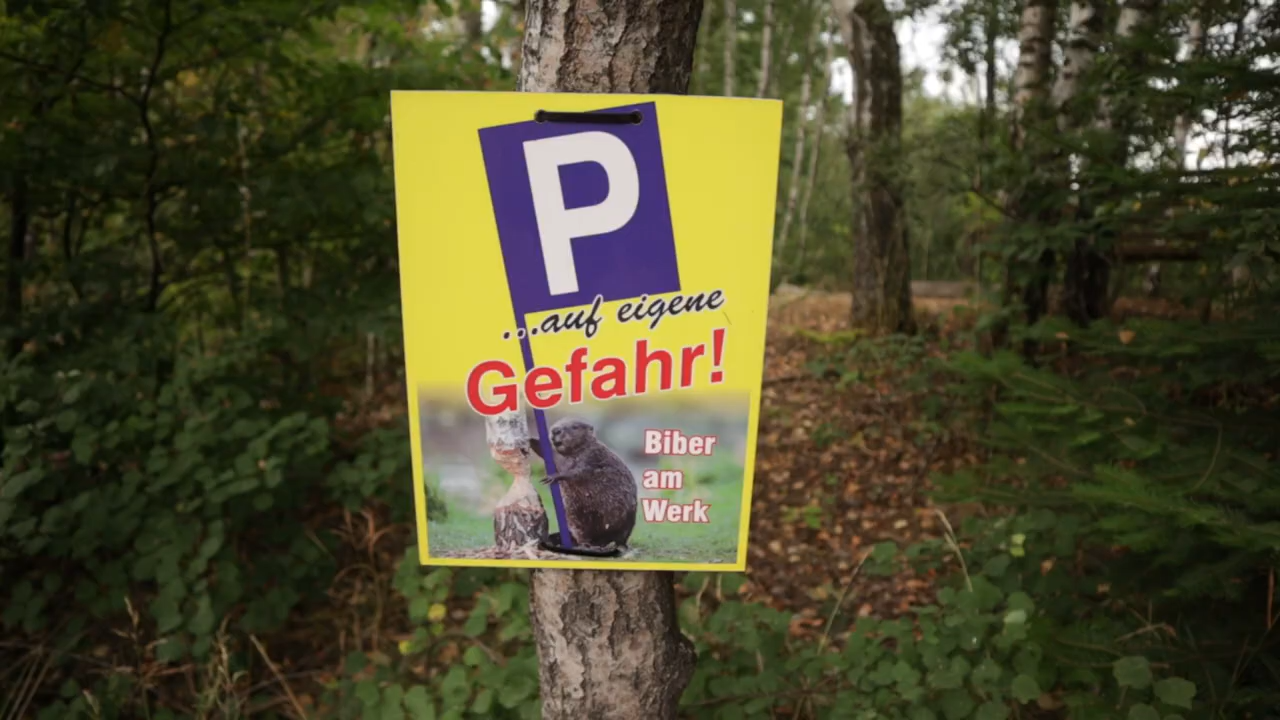 P
...auf eigene
Gefahr!
Biber
am
Werk